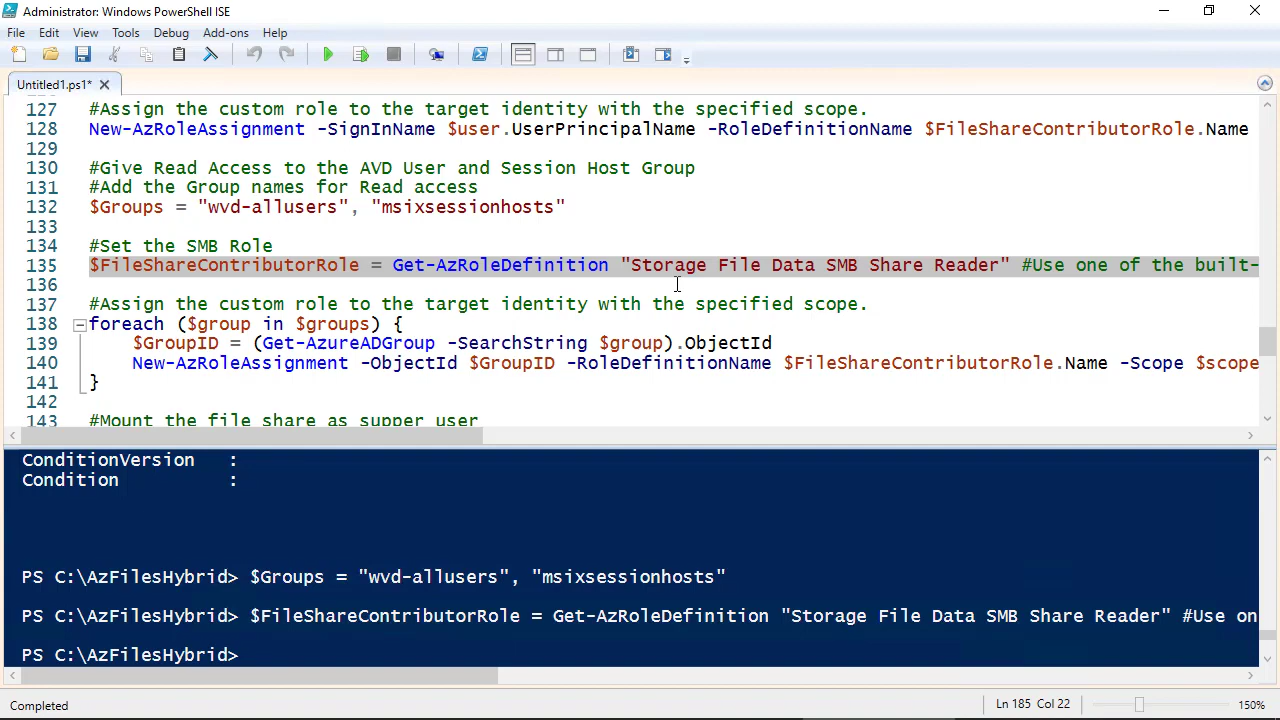 Administrator: Windows PowerShell ISE
File Edit View Tools Debug Add-ons Help
Untitled1.ps1*
127 #Assign the custom role to the target identity with the specified scope.
128 New-AzRoleAssignment -SignInName $user.UserPrincipalName -RoleDefinitionName $FileShareContributorRole.Name
129
130 #Give Read Access to the AVD User and Session Host Group
131 #Add the Group names for Read access
132 $Groups = "wvd-allusers", "msixsessionhosts"
133
134 #Set the SMB Role
135 $FileShareContributorRole = Get-AzRoleDefinition "Storage File Data SMB Share Reader" #Use one of the built-
136
137 #Assign the custom role to the target identity with the specified scope.
138 foreach ($group in $groups) {
139 $GroupID = (Get-AzureADGroup -SearchString $group).ObjectId
140 New-AzRoleAssignment -ObjectId $GroupID -RoleDefinitionName $FileShareContributorRole.Name -Scope $scope
141 }
142
143 #Mount the file share as supper user
ConditionVersion :
Condition :
PS C:\AzFilesHybrid> $Groups = "wvd-allusers", "msixsessionhosts"
PS C:\AzFilesHybrid> $FileShareContributorRole = Get-AzRoleDefinition "Storage File Data SMB Share Reader" #Use on
PS C:\AzFilesHybrid>
Completed Ln 185 Col 22 150%